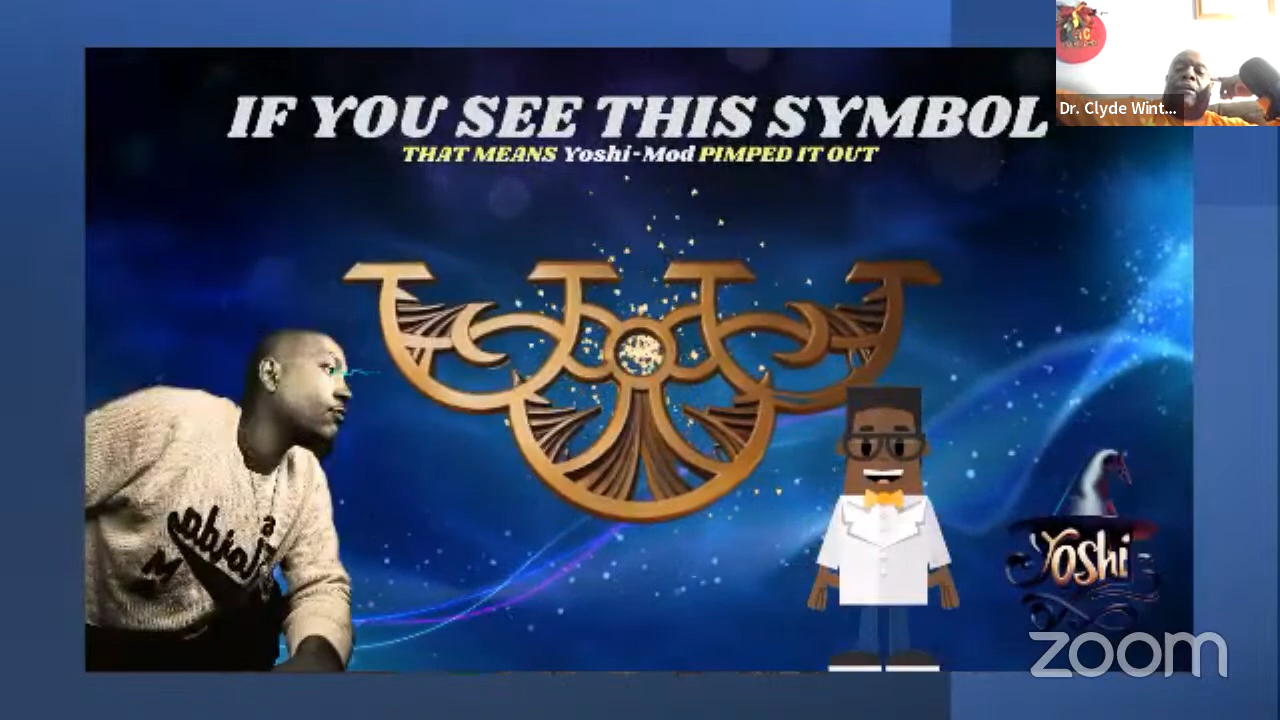 IF YOU SEE THIS SYMBOL
THAT MEANS Yoshi-Mod PIMPED IT OUT
Dr. Clyde Wint...
Yoshi
zoom